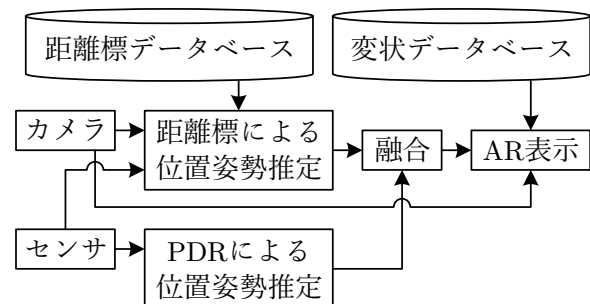 距離標データベース
変状データベース
カメラ
距離標による
位置姿勢推定
融合
AR表示
センサ
PDRによる
位置姿勢推定